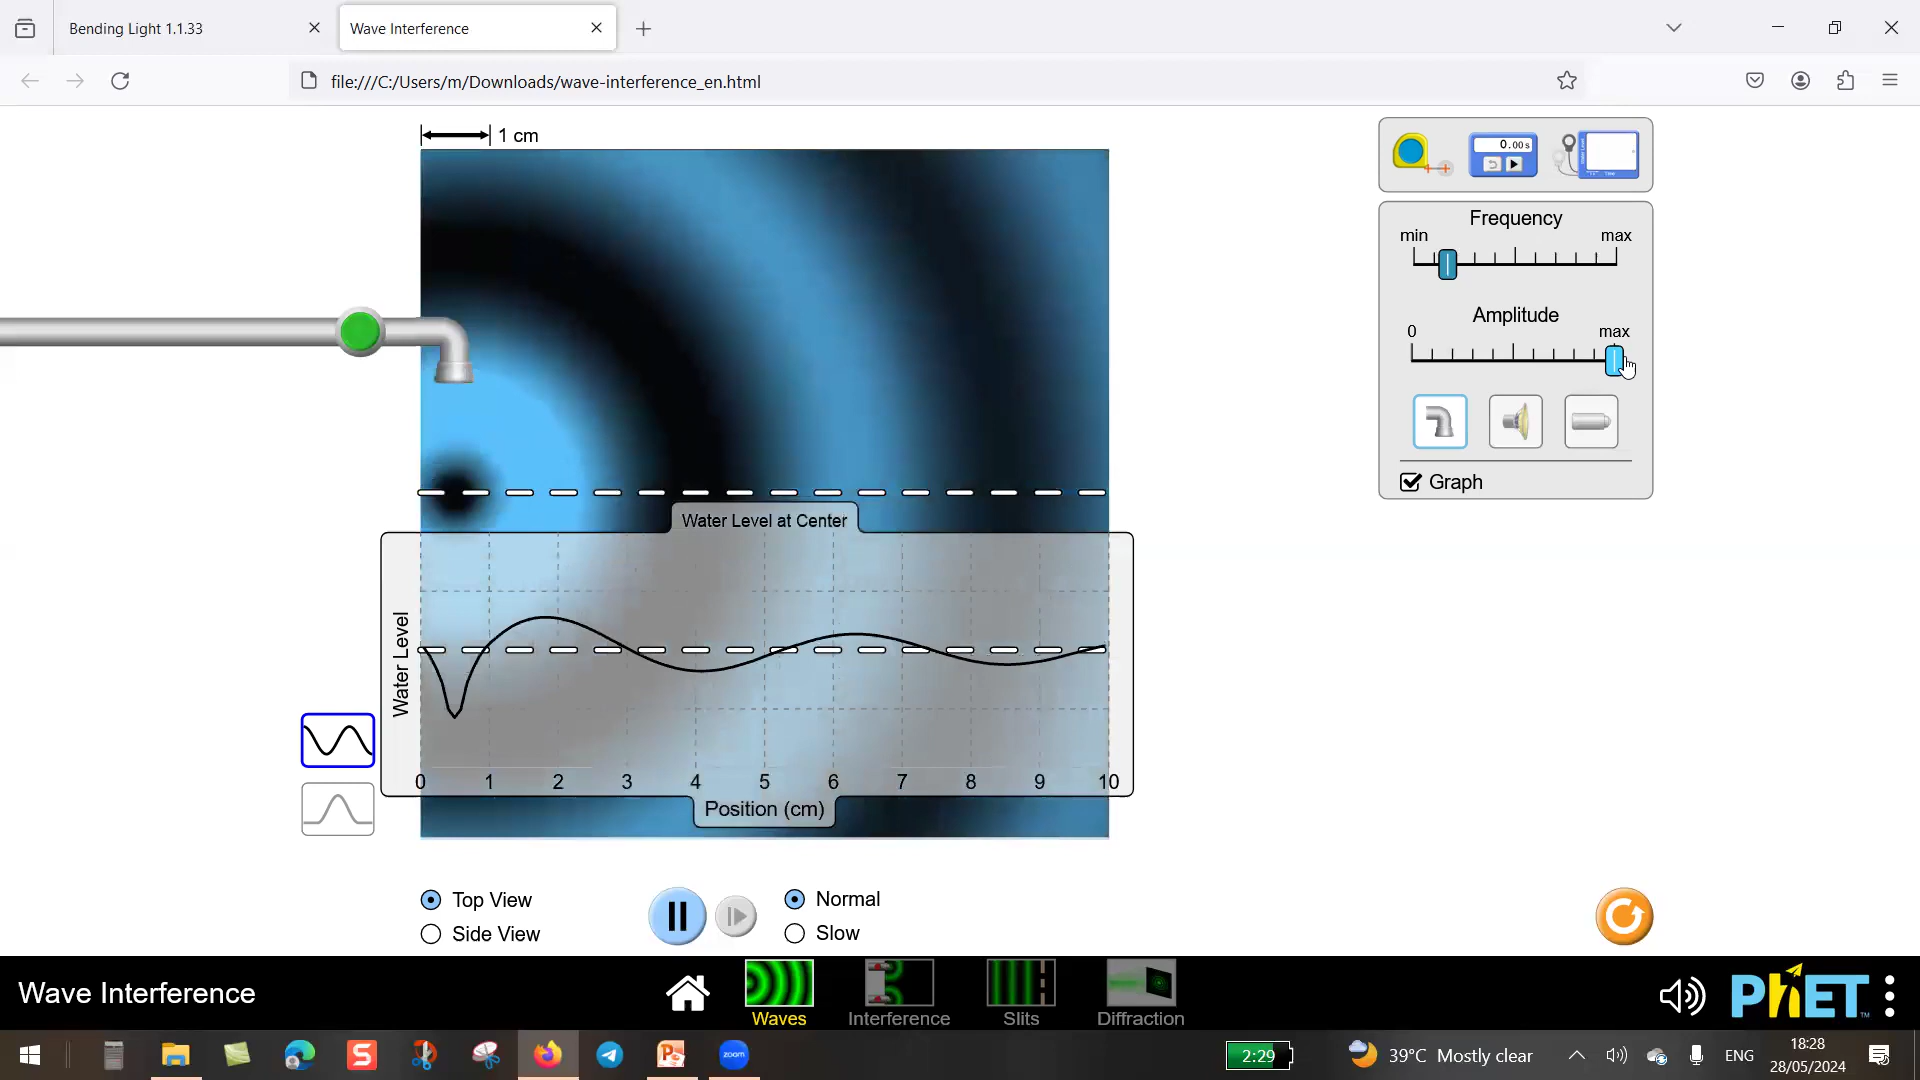 Bending Light 1.1.33
Wave Interference
file:///C:/Users/m/Downloads/wave-interference_en.html
1 cm
0.00s
Frequency
min max
Amplitude
0 max
Graph
Water Level at Center
Water Level
0 1 2 3 4 5 6 7 8 9 10
Position (cm)
Top View
Side View
Normal
Slow
Wave Interference
Waves
Interference
Slits
Diffraction
PhET
2:29
39°C Mostly clear
ENG
18:28
28/05/2024
zoom